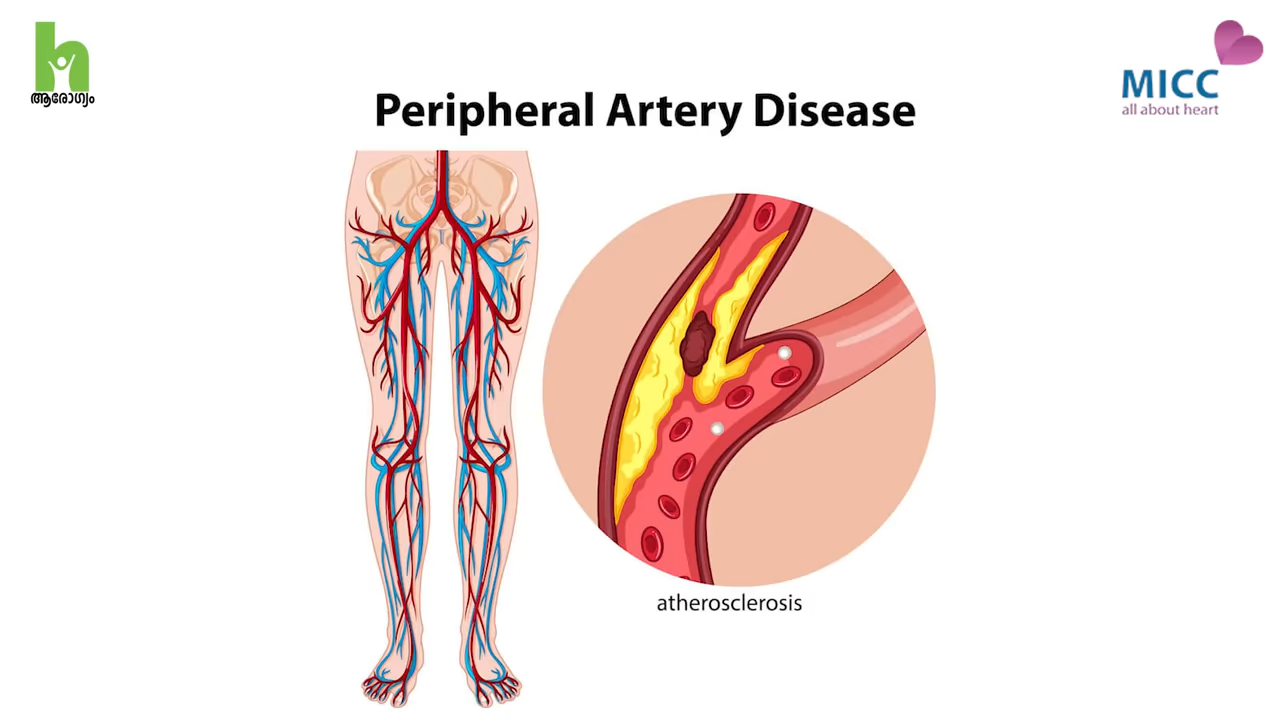 ആരോഗ്യം
MICC
all about heart
Peripheral Artery Disease
atherosclerosis